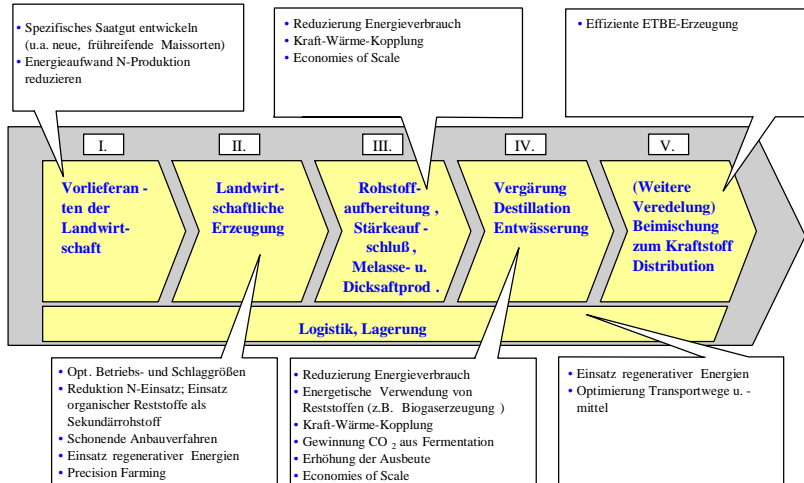 • Spezifisches Saatgut entwickeln
(u.a. neue, frühreifende Maissorten)
• Energieaufwand N-Produktion
reduzieren
• Reduzierung Energieverbrauch
• Kraft-Wärme-Kopplung
• Economies of Scale
• Effiziente ETBE-Erzeugung
I.
II.
III.
IV.
V.
Vorlieferan -
ten der
Landwirt-
schaft
Landwirt-
schaftliche
Erzeugung
Rohstoff-
aufbereitung ,
Stärkeauf -
schluß ,
Melasse- u.
Dicksaftprod .
Vergärung
Destillation
Entwässerung
(Weitere
Veredelung)
Beimischung
zum Kraftstoff
Distribution
Logistik, Lagerung
• Opt. Betriebs- und Schlaggrößen
• Reduktion N-Einsatz; Einsatz
organischer Reststoffe als
Sekundärrohstoff
• Schonende Anbauverfahren
• Einsatz regenerativer Energien
• Precision Farming
• Reduzierung Energieverbrauch
• Energetische Verwendung von
Reststoffen (z.B. Biogaserzeugung )
• Kraft-Wärme-Kopplung
• Gewinnung CO 2 aus Fermentation
• Erhöhung der Ausbeute
• Economies of Scale
• Einsatz regenerativer Energien
• Optimierung Transportwege u. -
mittel